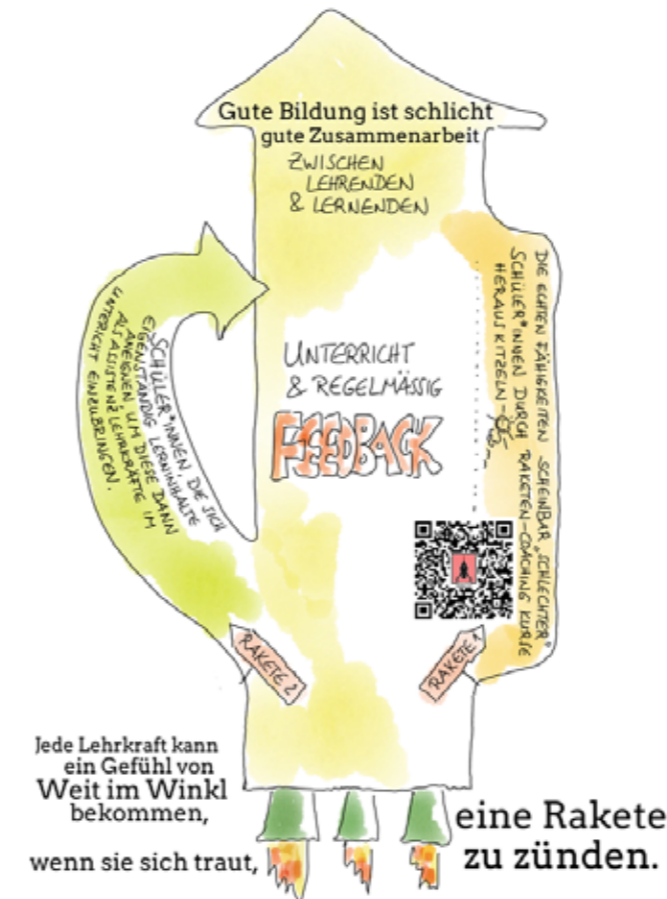 Gute Bildung ist schlicht
gute Zusammenarbeit
ZWISCHEN
LEHRENDEN
& LERNENDEN
SCHÜLER*INNEN, DIE SICH
EIGENSTÄNDIG LERNINHALTE
ANEIGNEN UM DIESE DANN
ALS ASSISTENZLEHRKRÄFTE IM
UNTERRICHT EINZUBRINGEN.
UNTERRICHT
& REGELMÄSSIG
FEEDBACK
DIE ECHTEN FÄHIGKEITEN SCHEINBAR „SCHLECHTER"
SCHÜLER*INNEN DURCH RAKETEN-COACHING KURSE
HERAUSKITZELN
RAKETE 2
RAKETE 1
Jede Lehrkraft kann
ein Gefühl von
Weit im Winkl
bekommen,
wenn sie sich traut,
eine Rakete
zu zünden.